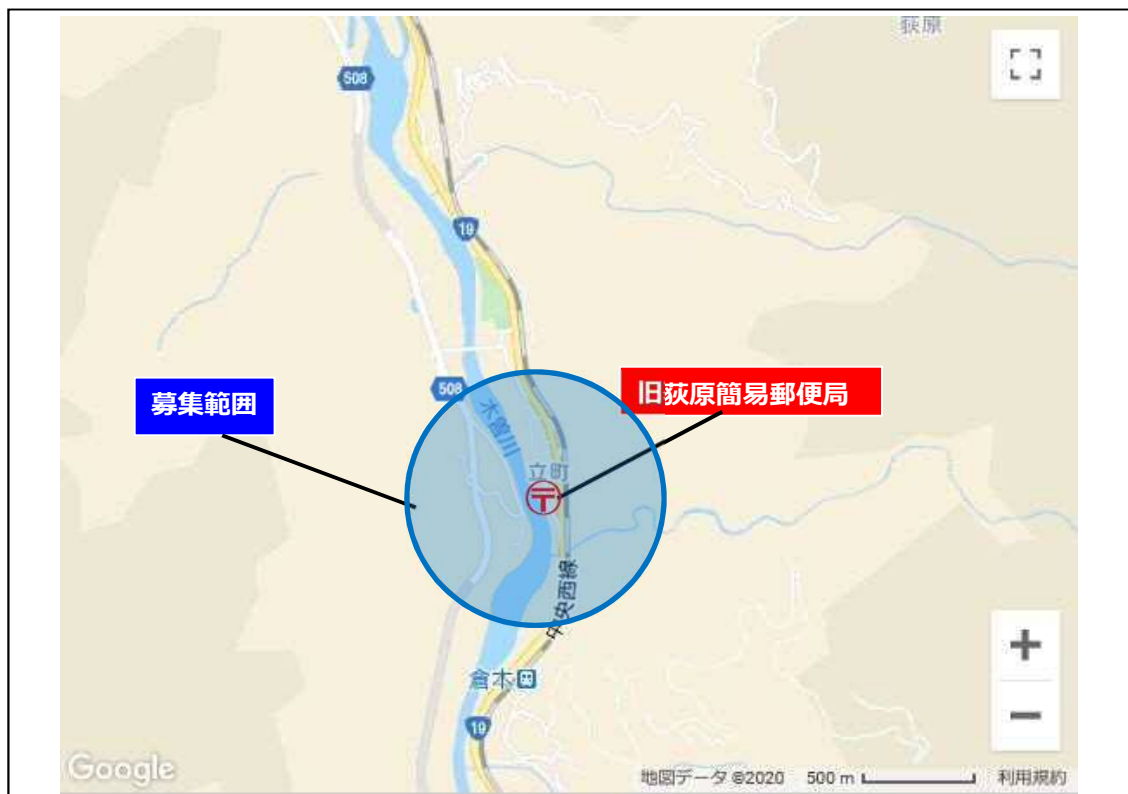 荻原
508
19
募集範囲
508
旧荻原簡易郵便局
木曽川
立町
中央西線
倉本
19
Google
地図データ ©2020 500 m 利用規約